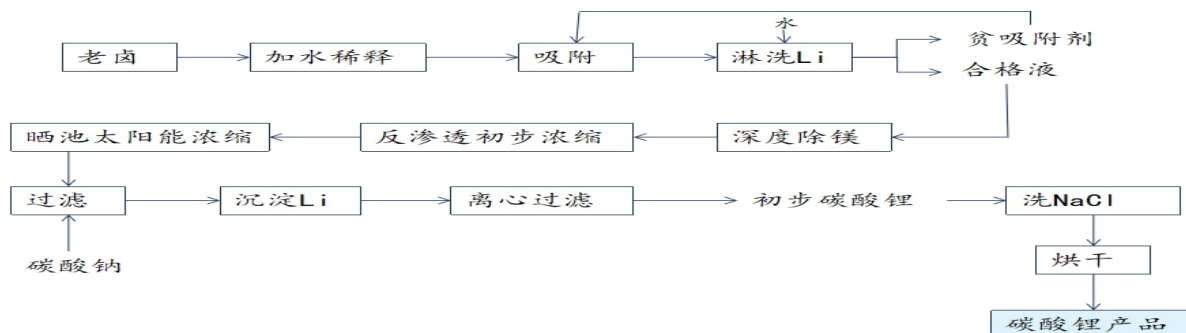 水
老卤
加水稀释
吸附
淋洗Li
贫吸附剂
合格液
晒池太阳能浓缩
反渗透初步浓缩
深度除镁
过滤
沉淀Li
离心过滤
初步碳酸锂
洗NaCl
碳酸钠
烘干
碳酸锂产品